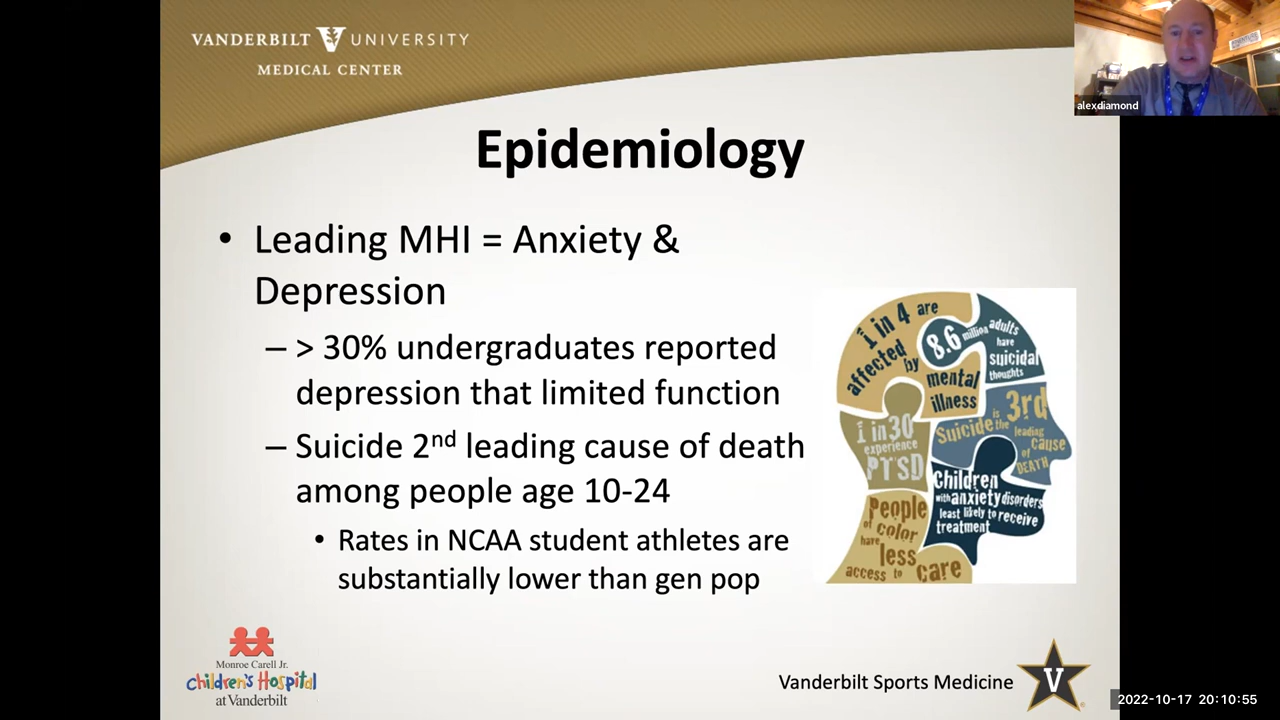 VANDERBILT V UNIVERSITY
MEDICAL CENTER
alexdiamond
Epidemiology
• Leading MHI = Anxiety &
Depression
– > 30% undergraduates reported
depression that limited function
– Suicide 2nd leading cause of death
among people age 10-24
• Rates in NCAA student athletes are
substantially lower than gen pop
1 in 4 are
affected by
mental
illness
8.6 million adults
have
suicidal
thoughts
1 in 30
experience
PTSD
Suicide is the 3rd
leading
cause
of
DEATH
Children
with anxiety disorders
least likely to receive
treatment
People
of color
have less
access to care
Monroe Carell Jr.
Children's Hospital
at Vanderbilt
Vanderbilt Sports Medicine
V
2022-10-17 20:10:55